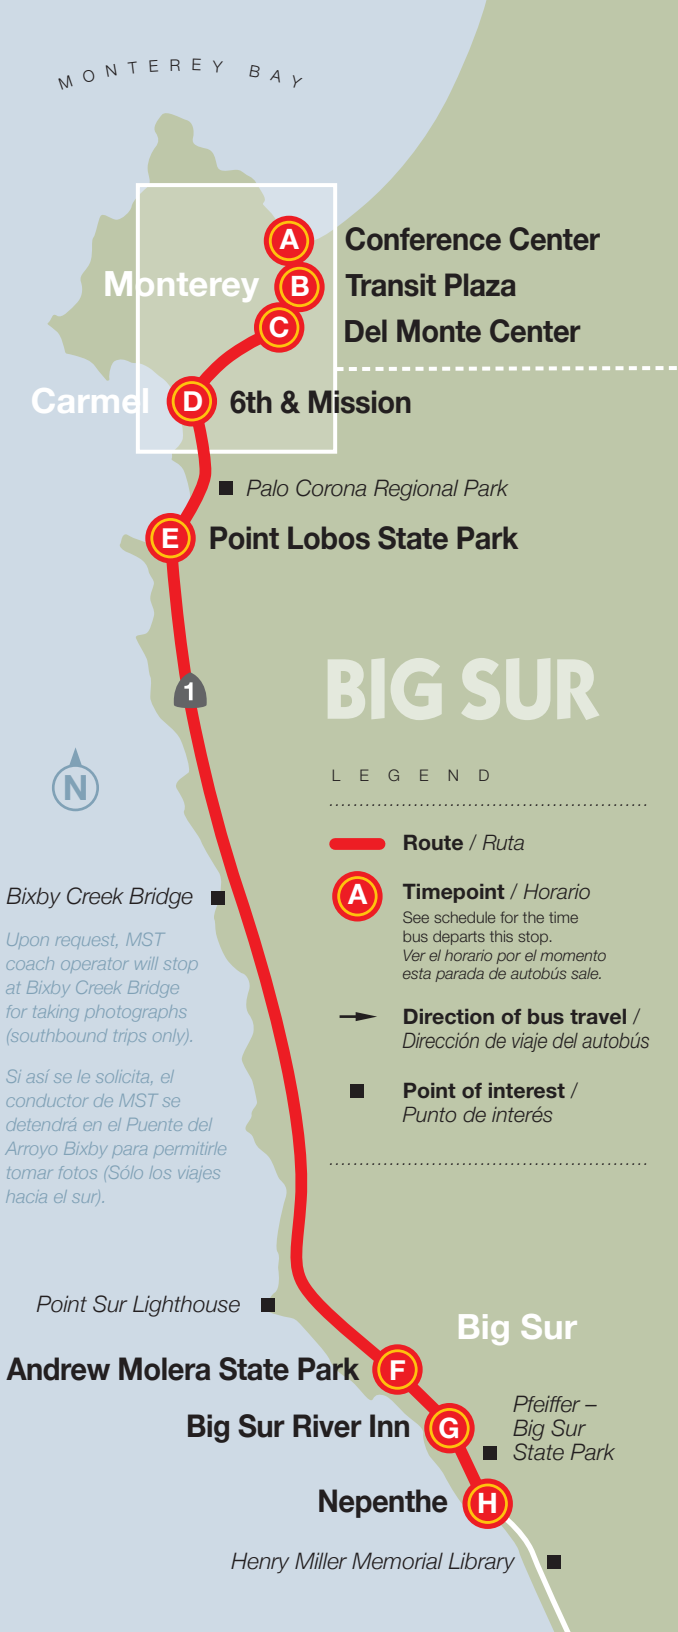 MONTEREY BAY
A
Conference Center
Monterey
B
Transit Plaza
C
Del Monte Center
Carmel
D
6th & Mission
Palo Corona Regional Park
E
Point Lobos State Park
BIG SUR
1
N
LEGEND
Route / Ruta
A
Timepoint / Horario
See schedule for the time
bus departs this stop.
Ver el horario por el momento
esta parada de autobús sale.
Direction of bus travel /
Dirección de viaje del autobús
Point of interest /
Punto de interés
Bixby Creek Bridge
Upon request, MST
coach operator will stop
at Bixby Creek Bridge
for taking photographs
(southbound trips only).
Si así se le solicita, el
conductor de MST se
detendrá en el Puente del
Arroyo Bixby para permitirle
tomar fotos (Sólo los viajes
hacia el sur).
Point Sur Lighthouse
Big Sur
Andrew Molera State Park
F
Pfeiffer –
Big Sur
State Park
Big Sur River Inn
G
Nepenthe
H
Henry Miller Memorial Library